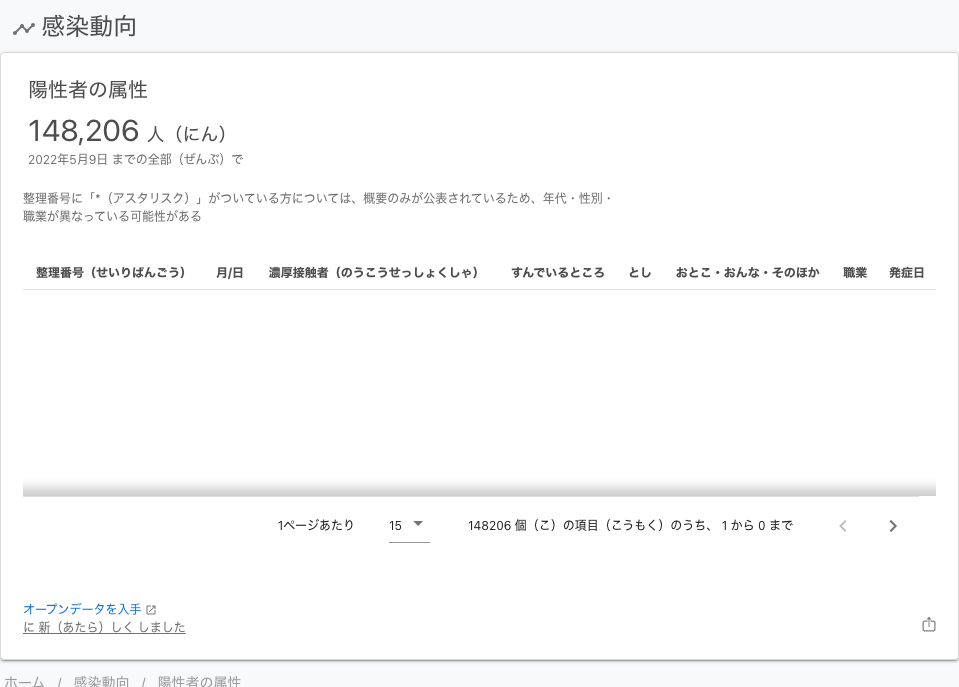 感染動向
陽性者の属性
148,206 人（にん）
2022年5月9日 までの全部（ぜんぶ）で
整理番号に「*（アスタリスク）」がついている方については、概要のみが公表されているため、年代・性別・
職業が異なっている可能性がある
整理番号（せいりばんごう） 月/日 濃厚接触者（のうこうせっしょくしゃ） すんでいるところ とし おとこ・おんな・そのほか 職業 発症日
1ページあたり 15 148206 個（こ）の項目（こうもく）のうち、 1 から 0 まで
オープンデータを入手
に 新（あたら）しく しました
ホーム / 感染動向 / 陽性者の属性